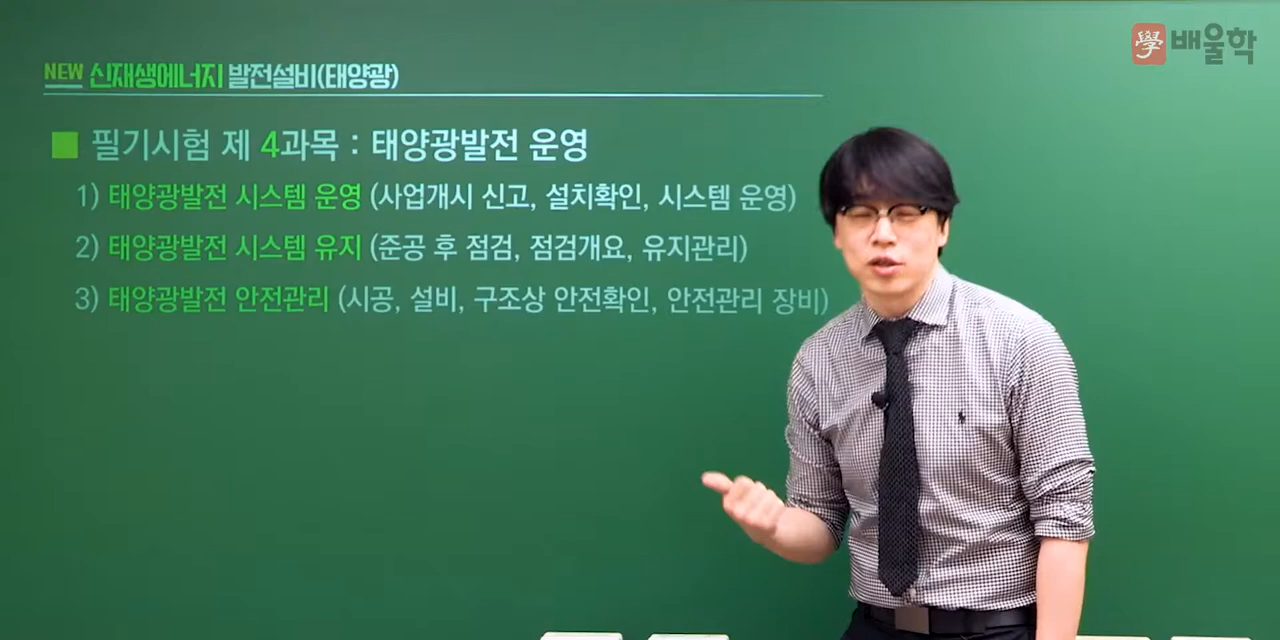 學 배울학
NEW 신재생에너지 발전설비(태양광)
■ 필기시험 제 4과목 : 태양광발전 운영
1) 태양광발전 시스템 운영 (사업개시 신고, 설치확인, 시스템 운영)
2) 태양광발전 시스템 유지 (준공 후 점검, 점검개요, 유지관리)
3) 태양광발전 안전관리 (시공, 설비, 구조상 안전확인, 안전관리 장비)